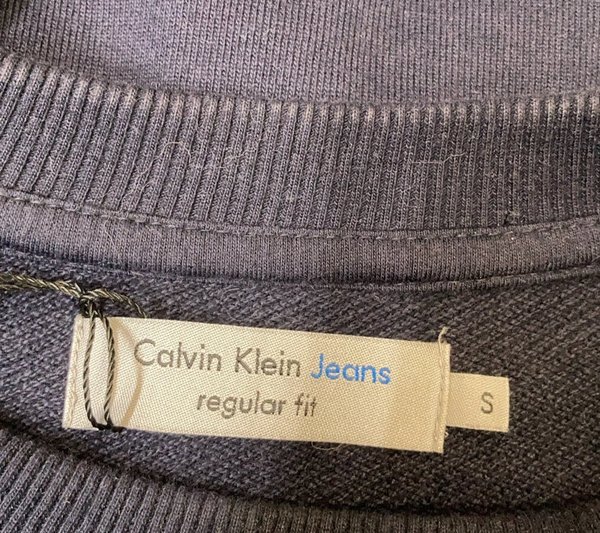 Calvin Klein Jeans
regular fit
S